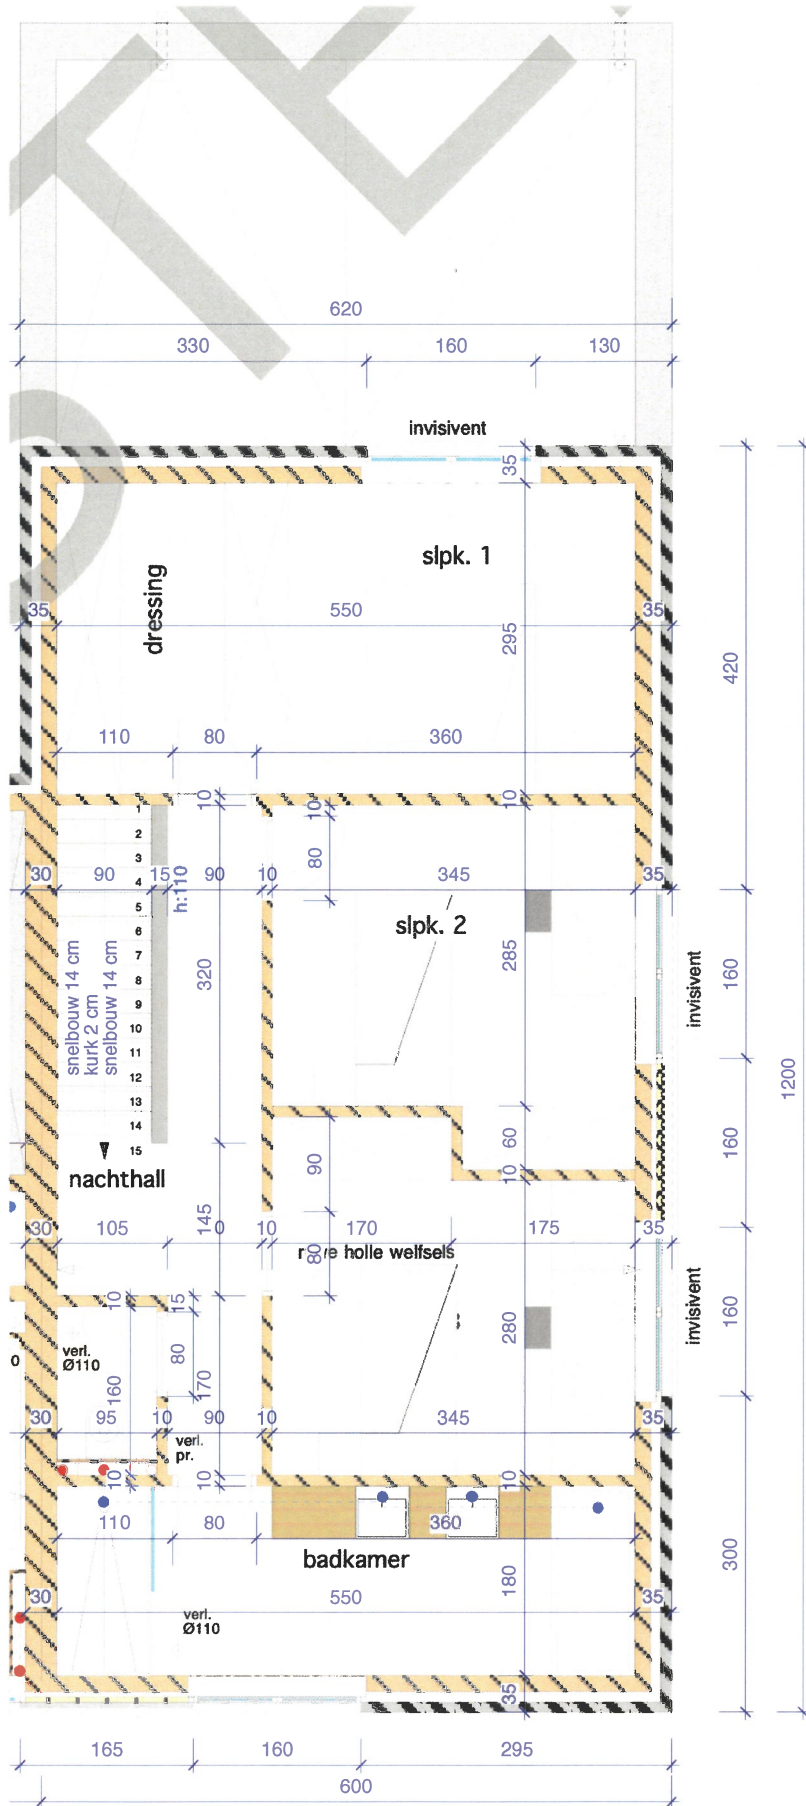 620
330 160 130
invisivent
35
slpk. 1
dressing
35 550 35
295
420
110 80 360
10 10 10
1
2
3
4
5
6
7
8
9
10
11
12
13
14
15
80
30 90 15 90 10 345 35
h:110
slpk. 2
285
320
snelbouw 14 cm
kurk 2 cm
snelbouw 14 cm
160
invisivent
1200
160
60
10
90
nachthall
145
30 105 10 10 170 175 35
80
holle welfsels
10 15
160
invisivent
280
80
verl.
Ø110
160
170
0
30 95 10 90 10 345 35
verl.
pr.
10 10 10
110 80 360
badkamer
180
300
30 550 35
verl.
Ø110
35
165 160 295
600